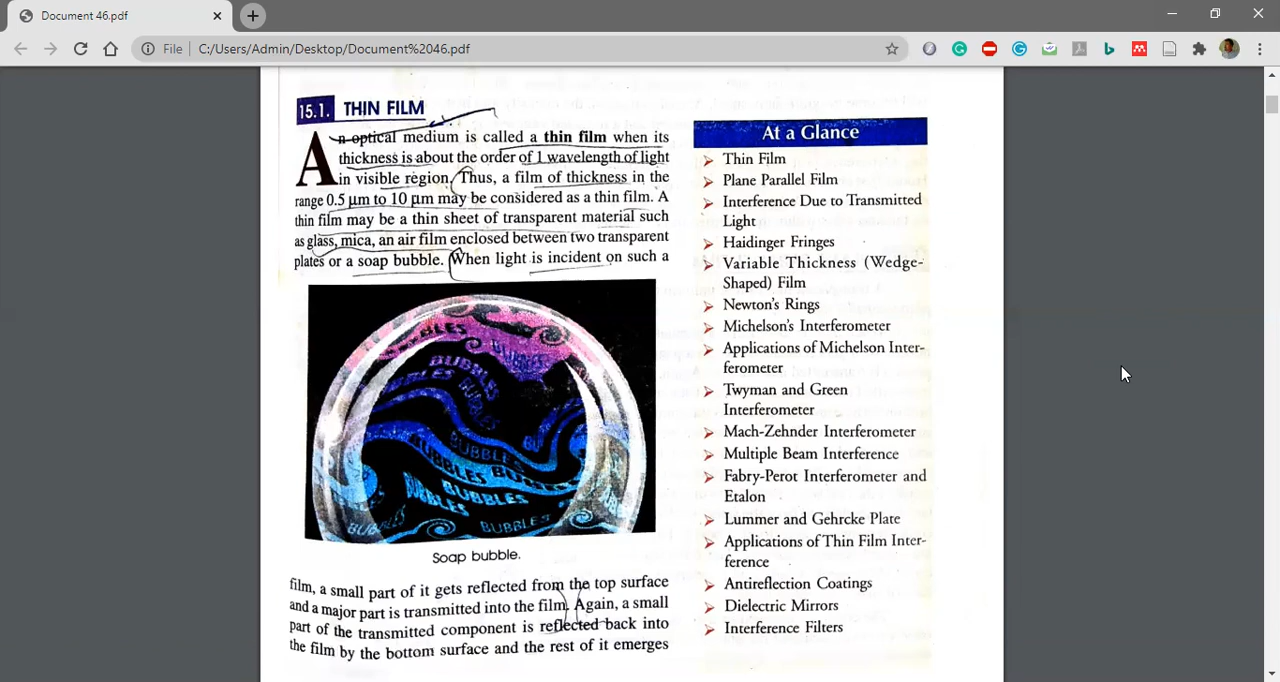 Document 46.pdf
File
C:/Users/Admin/Desktop/Document%2046.pdf
15.1. THIN FILM
An optical medium is called a thin film when its
thickness is about the order of 1 wavelength of light
in visible region. Thus, a film of thickness in the
range 0.5 μm to 10 μm may be considered as a thin film. A
thin film may be a thin sheet of transparent material such
as glass, mica, an air film enclosed between two transparent
plates or a soap bubble. When light is incident on such a
BUBBLES
BUBBLES
BUBBLES
BUBBLES
BUBBLES
BUBBLES
Soap bubble.
film, a small part of it gets reflected from the top surface
and a major part is transmitted into the film. Again, a small
part of the transmitted component is reflected back into
the film by the bottom surface and the rest of it emerges
At a Glance
Thin Film
Plane Parallel Film
Interference Due to Transmitted
Light
Haidinger Fringes
Variable Thickness (Wedge-
Shaped) Film
Newton's Rings
Michelson's Interferometer
Applications of Michelson Inter-
ferometer
Twyman and Green
Interferometer
Mach-Zehnder Interferometer
Multiple Beam Interference
Fabry-Perot Interferometer and
Etalon
Lummer and Gehrcke Plate
Applications of Thin Film Inter-
ference
Antireflection Coatings
Dielectric Mirrors
Interference Filters